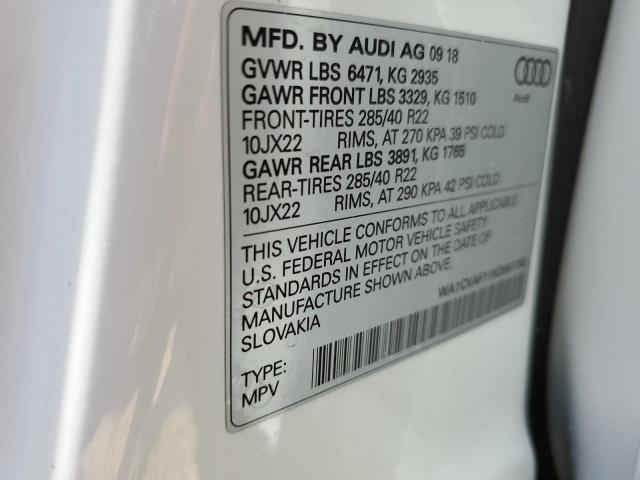 MFD. BY AUDI AG 09 18
GVWR LBS 6471, KG 2935
GAWR FRONT LBS 3329, KG 1510
FRONT-TIRES 285/40 R22
10JX22 RIMS, AT 270 KPA 39 PSI COLD
GAWR REAR LBS 3891, KG 1765
REAR-TIRES 285/40 R22
10JX22 RIMS, AT 290 KPA 42 PSI COLD
Audi
THIS VEHICLE CONFORMS TO ALL APPLICABLE
U.S. FEDERAL MOTOR VEHICLE SAFETY
STANDARDS IN EFFECT ON THE DATE OF
MANUFACTURE SHOWN ABOVE.
SLOVAKIA
TYPE:
MPV